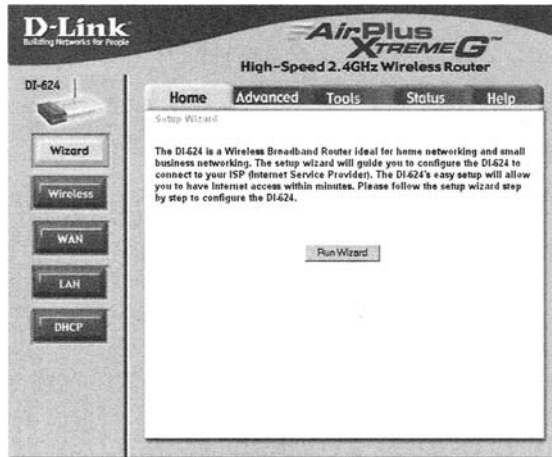 D-Link
Building Networks for People
AirPlus
XTREME G™
High-Speed 2.4GHz Wireless Router
DI-624
Home Advanced Tools Status Help
Setup Wizard
Wizard
Wireless
WAN
LAN
DHCP
The DI-624 is a Wireless Broadband Router ideal for home networking and small
business networking. The setup wizard will guide you to configure the DI-624 to
connect to your ISP (Internet Service Provider). The DI-624's easy setup will allow
you to have Internet access within minutes. Please follow the setup wizard step
by step to configure the DI-624.
Run Wizard